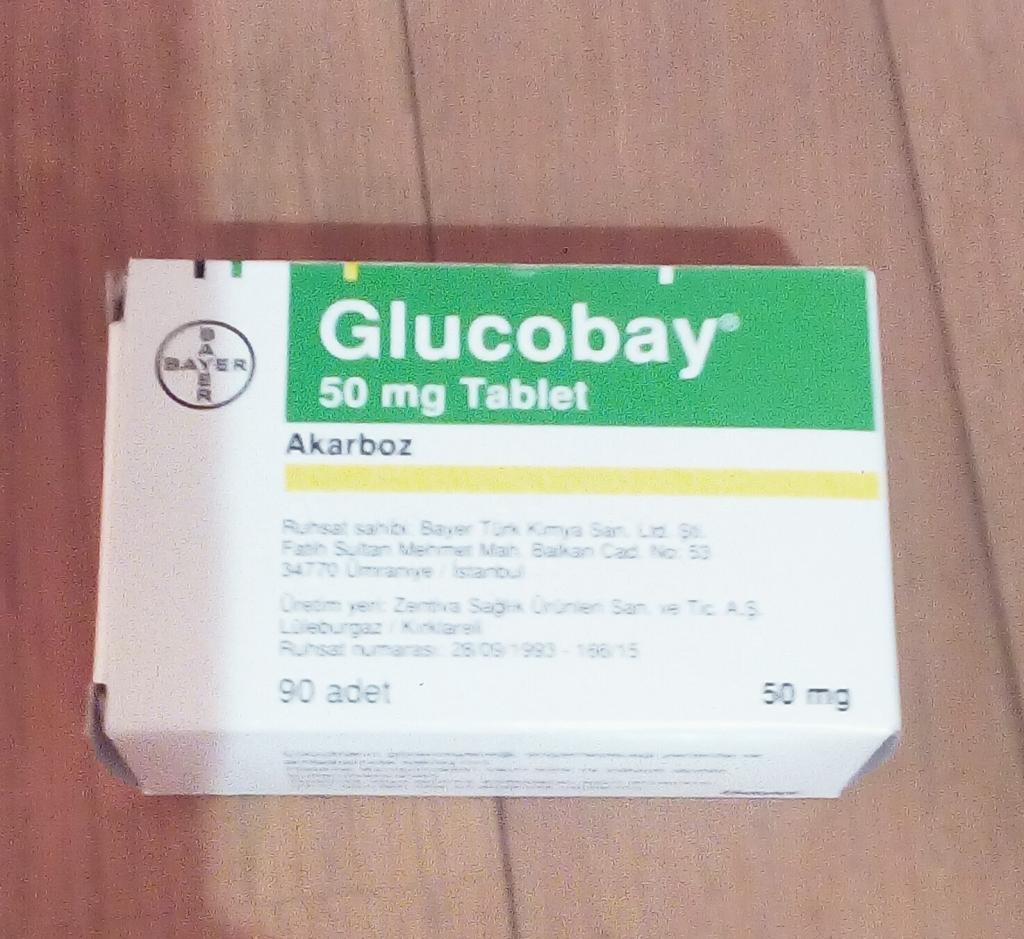 BAYER
BAYER
Glucobay®
50 mg Tablet
Akarboz
Ruhsat sahibi: Bayer Türk Kimya San. Ltd. Şti.
Fatih Sultan Mehmet Mah. Balkan Cad. No: 53
34770 Ümraniye / İstanbul
Üretim yeri: Zentiva Sağlık Ürünleri San. ve Tic. A.Ş.
Lüleburgaz / Kırklareli
Ruhsat numarası: 28/09/1993 - 166/15
90 adet
50 mg